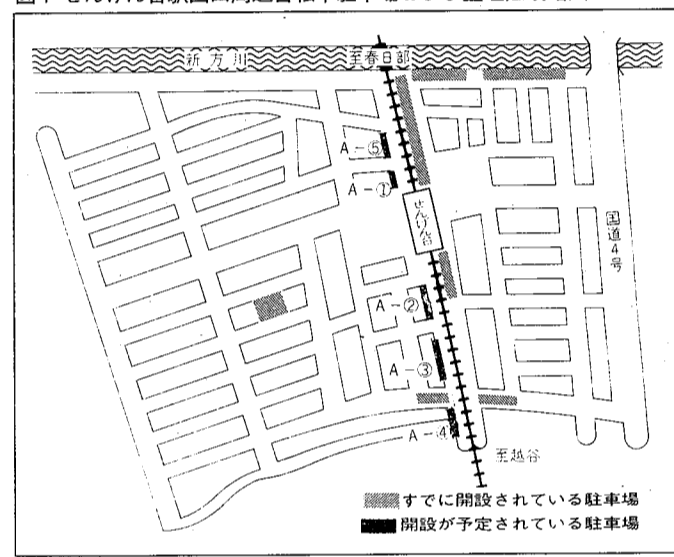 新方川
至春日部
A－⑤
A－①
せんげん台
国道4号
A－②
A－③
A－④
至越谷
すでに開設されている駐車場
開設が予定されている駐車場